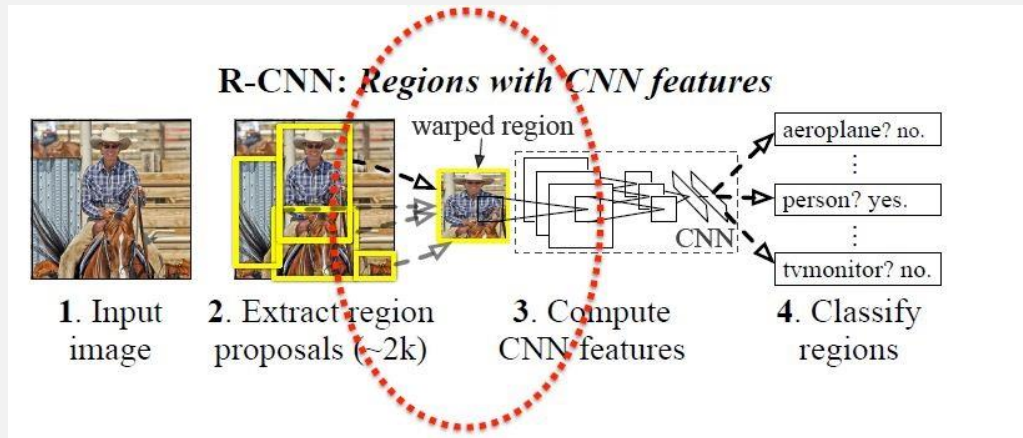 R-CNN: Regions with CNN features
warped region
aeroplane? no.
person? yes.
tvmonitor? no.
CNN
1. Input
image
2. Extract region
proposals (~2k)
3. Compute
CNN features
4. Classify
regions